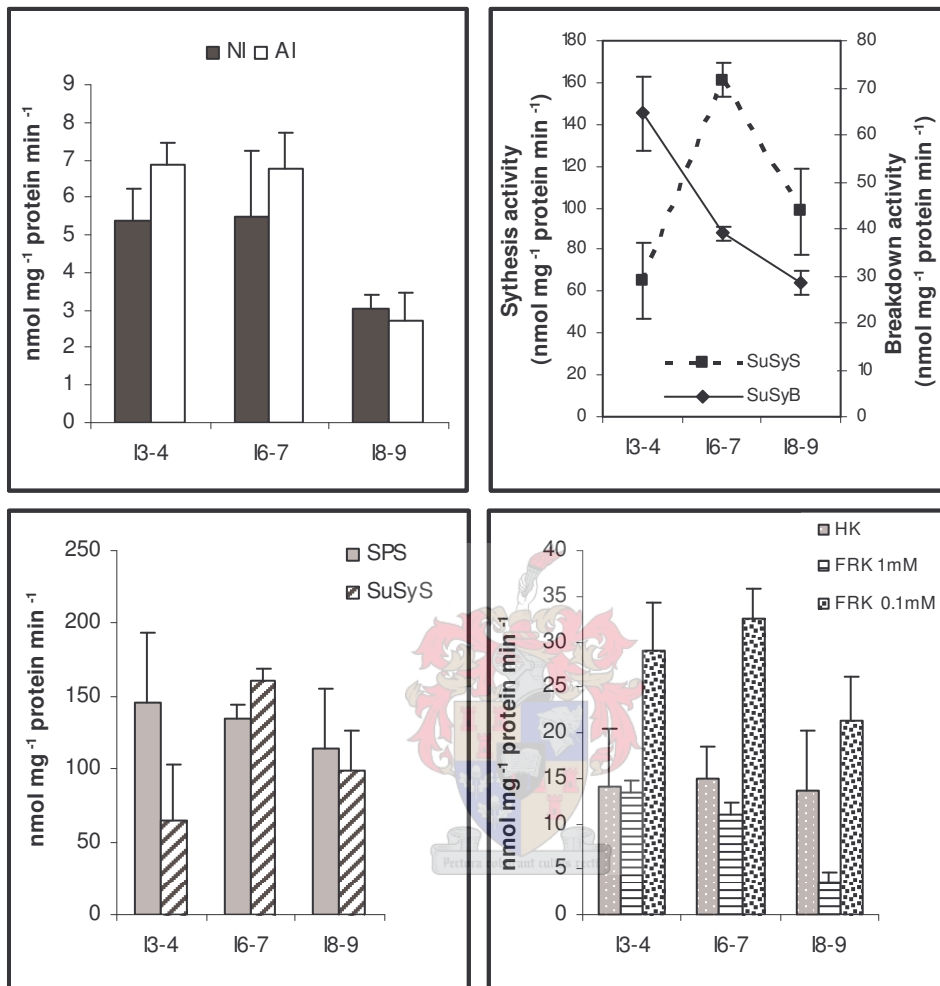 NI AI
nmol mg -1 protein min -1
9
8
7
6
5
4
3
2
1
0
I3-4 I6-7 I8-9
Sythesis activity
(nmol mg -1 protein min -1)
180
160
140
120
100
80
60
40
20
0
SuSyS
SuSyB
I3-4 I6-7 I8-9
80
70
60
50
40
30
20
10
0
Breakdown activity
(nmol mg -1 protein min -1)
nmol mg -1 protein min -1
250
200
150
100
50
0
SPS
SuSyS
I3-4 I6-7 I8-9
nmol mg -1 protein min -1
40
35
30
25
20
15
10
5
0
HK
FRK 1mM
FRK 0.1mM
I3-4 I6-7 I8-9